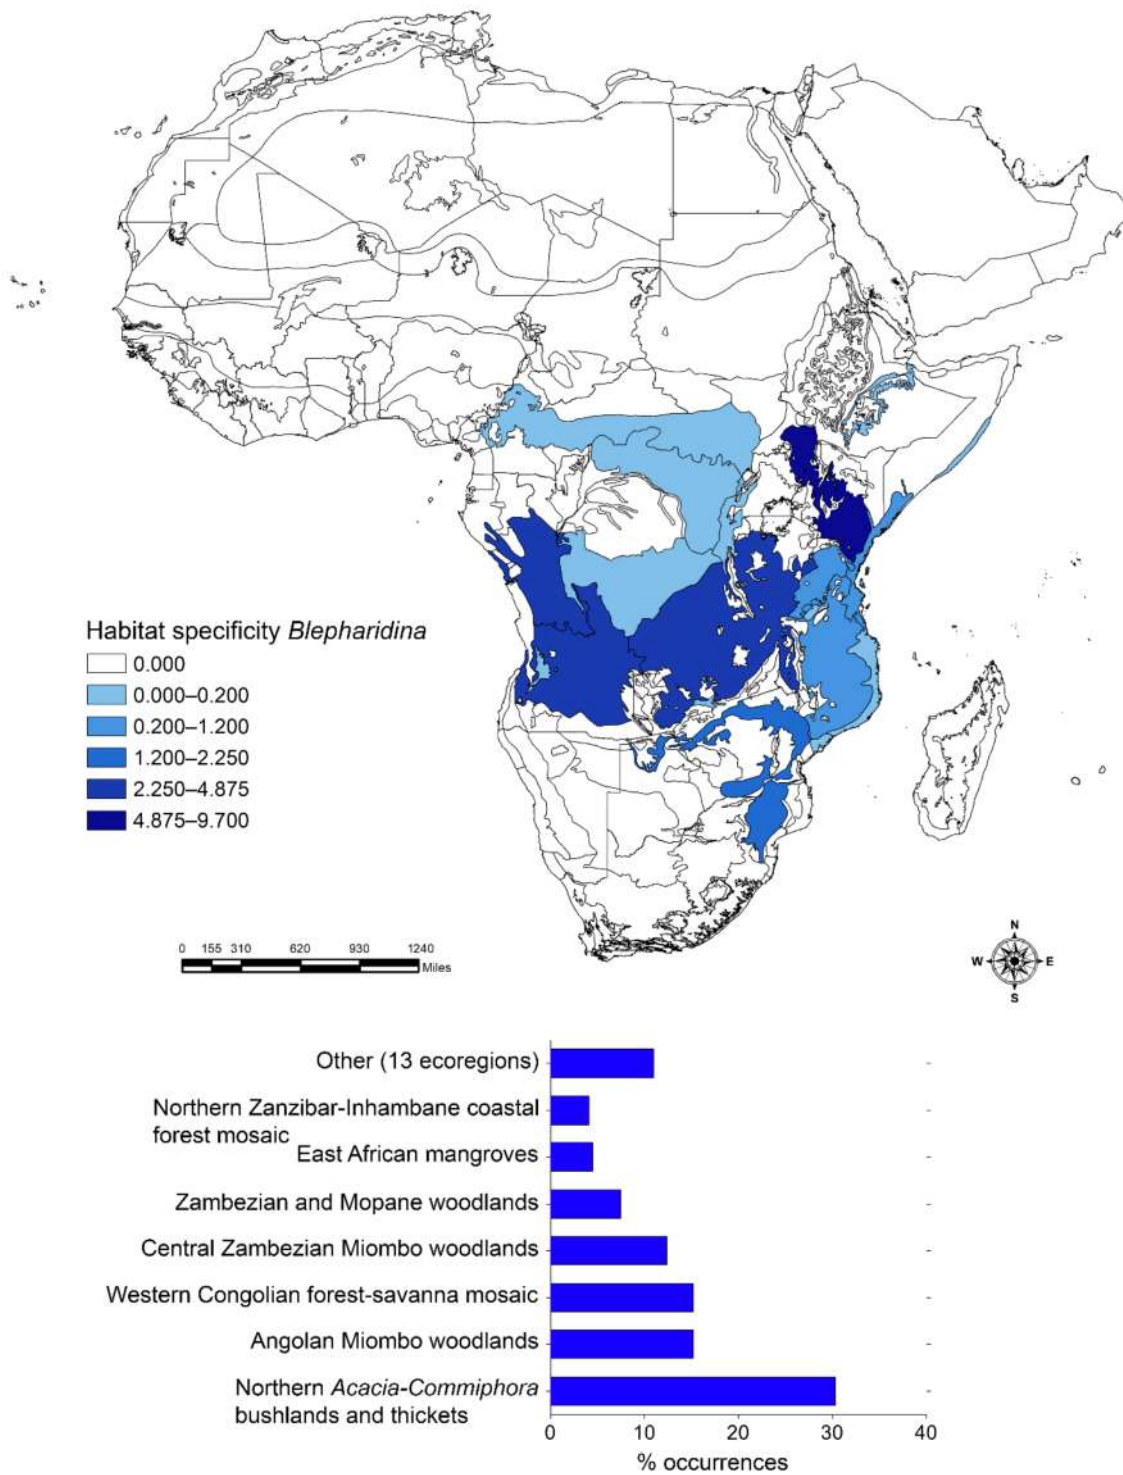 Habitat specificity Blepharidina
0.000
0.000–0.200
0.200–1.200
1.200–2.250
2.250–4.875
4.875–9.700
0 155 310 620 930 1240
Miles
N
W E
S
Other (13 ecoregions)
Northern Zanzibar-Inhambane coastal
forest mosaic
East African mangroves
Zambezian and Mopane woodlands
Central Zambezian Miombo woodlands
Western Congolian forest-savanna mosaic
Angolan Miombo woodlands
Northern Acacia-Commiphora
bushlands and thickets
0 10 20 30 40
% occurrences